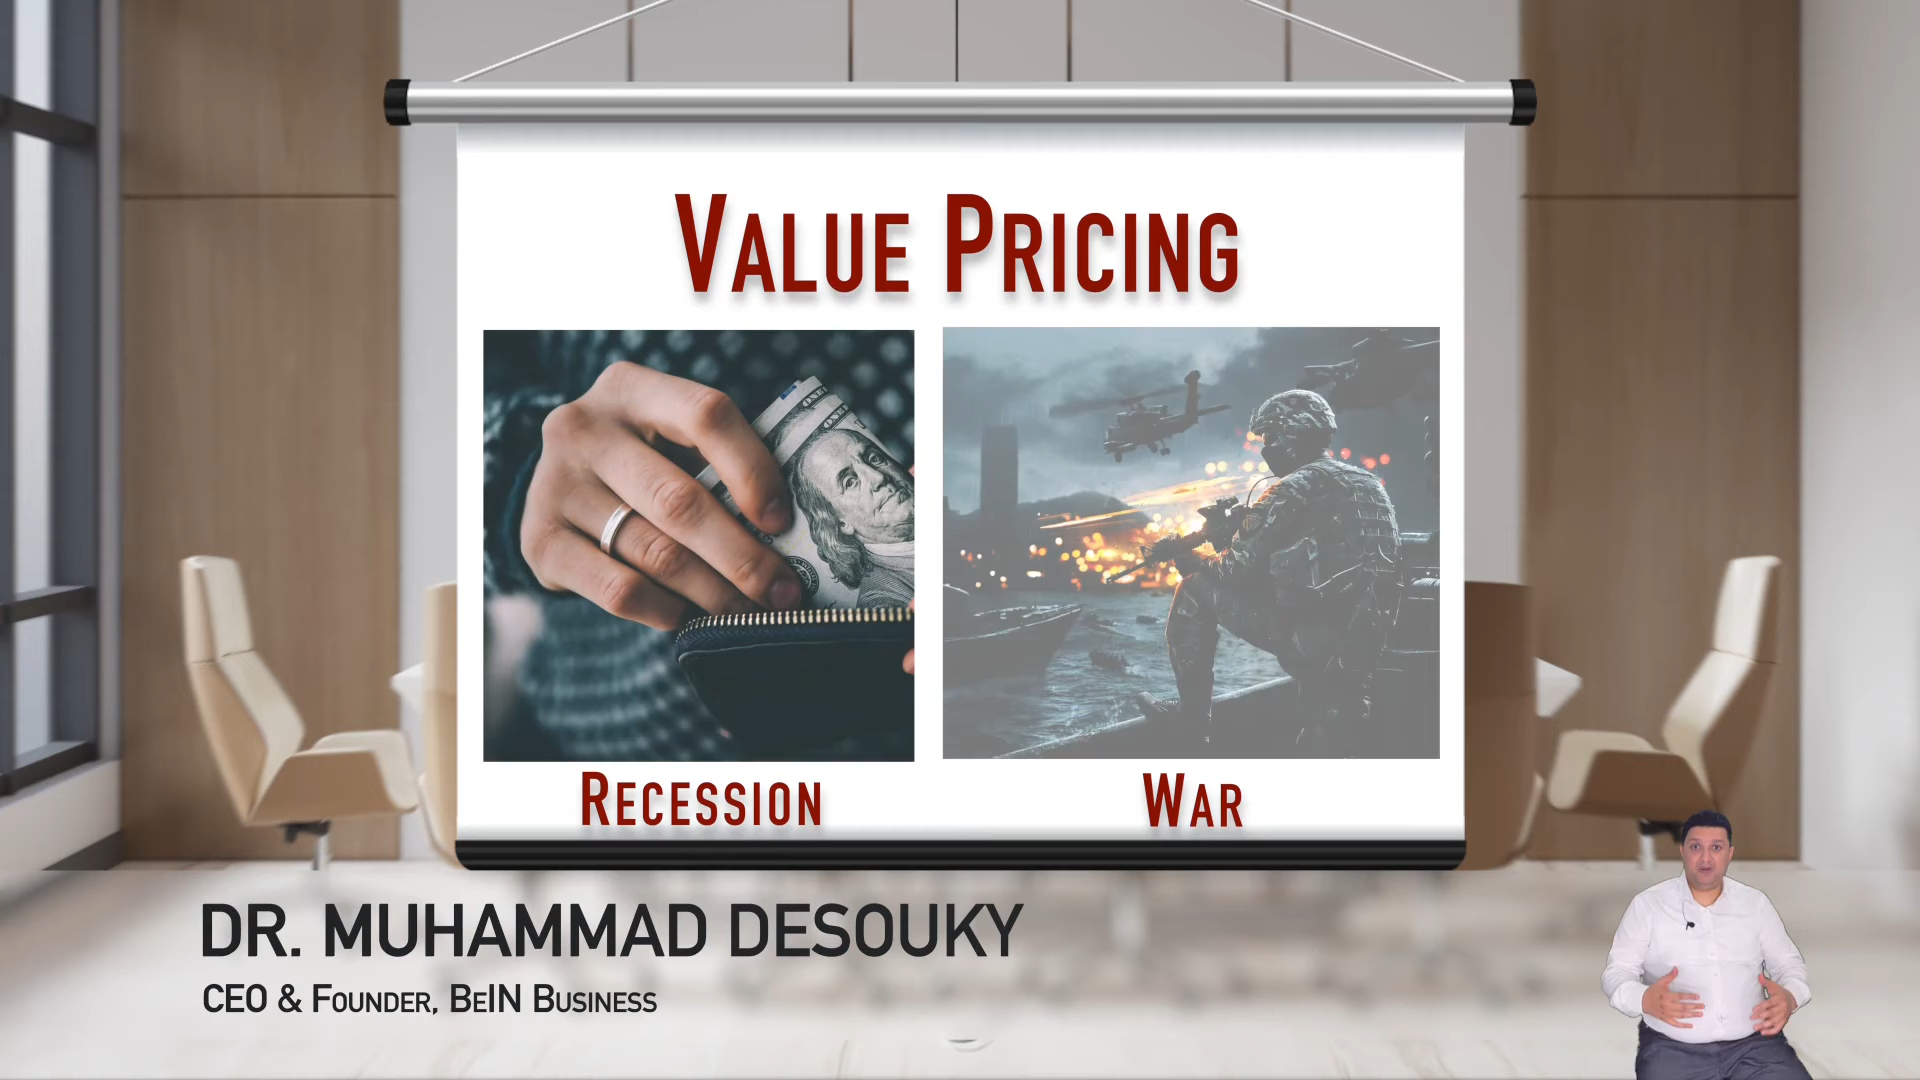 VALUE PRICING
RECESSION
WAR
DR. MUHAMMAD DESOUKY
CEO & FOUNDER, BEIN BUSINESS